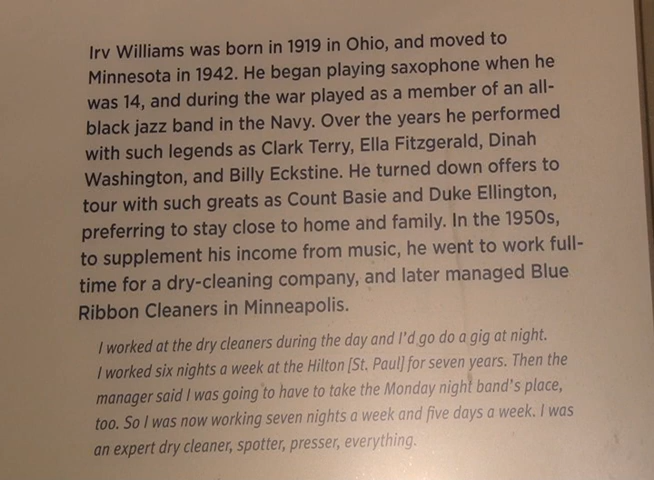 Irv Williams was born in 1919 in Ohio, and moved to
Minnesota in 1942. He began playing saxophone when he
was 14, and during the war played as a member of an all-
black jazz band in the Navy. Over the years he performed
with such legends as Clark Terry, Ella Fitzgerald, Dinah
Washington, and Billy Eckstine. He turned down offers to
tour with such greats as Count Basie and Duke Ellington,
preferring to stay close to home and family. In the 1950s,
to supplement his income from music, he went to work full-
time for a dry-cleaning company, and later managed Blue
Ribbon Cleaners in Minneapolis.
I worked at the dry cleaners during the day and I'd go do a gig at night.
I worked six nights a week at the Hilton [St. Paul] for seven years. Then the
manager said I was going to have to take the Monday night band's place,
too. So I was now working seven nights a week and five days a week. I was
an expert dry cleaner, spotter, presser, everything.